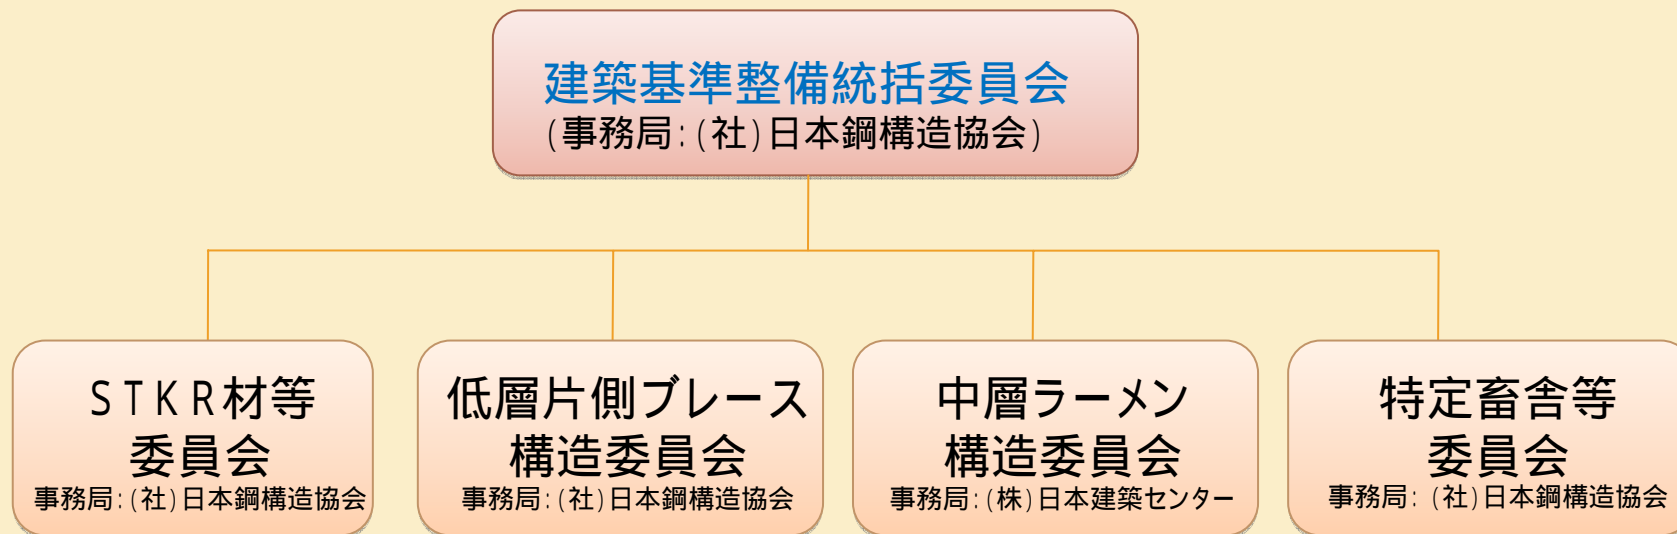 建築基準整備統括委員会
(事務局:(社)日本鋼構造協会)
STKR材等
委員会
事務局:(社)日本鋼構造協会
低層片側ブレース
構造委員会
事務局:(社)日本鋼構造協会
中層ラーメン
構造委員会
事務局:(株)日本建築センター
特定畜舎等
委員会
事務局: (社)日本鋼構造協会